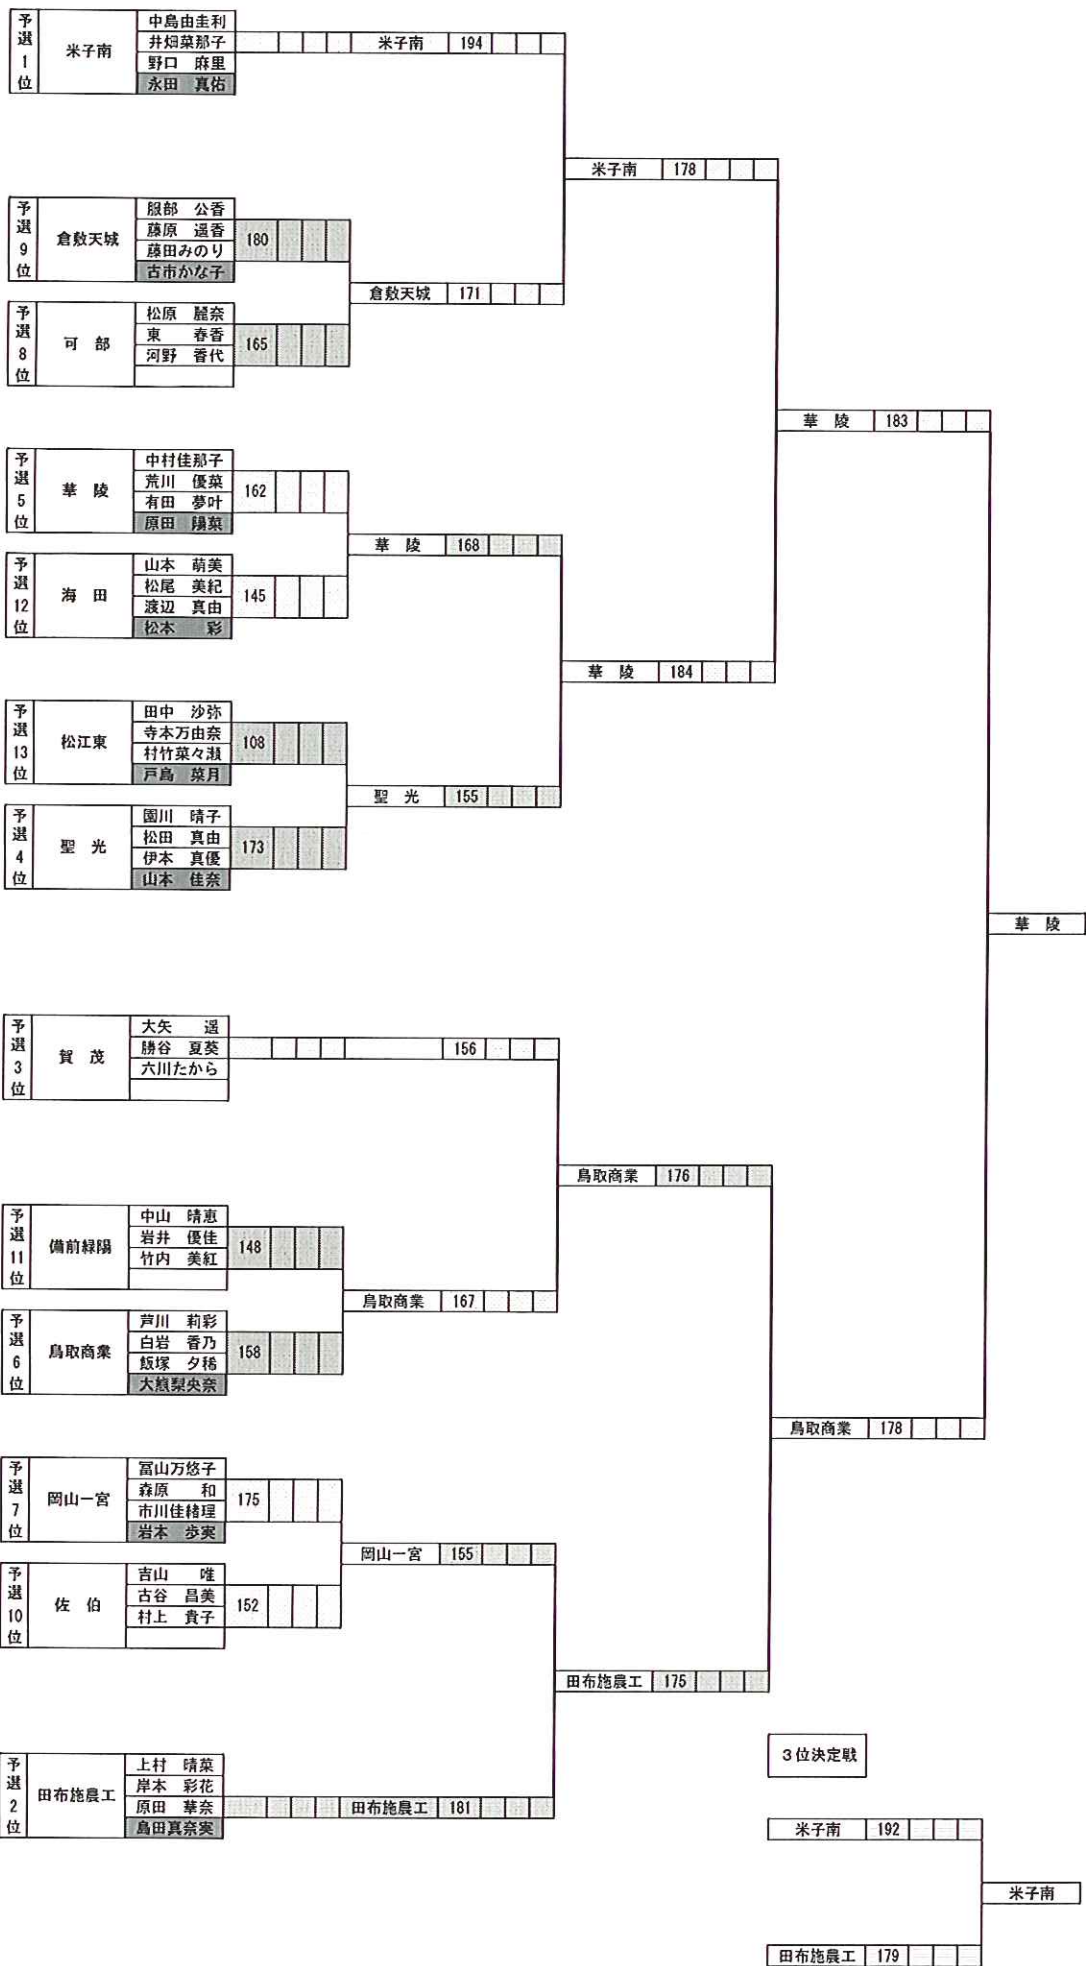 予選1位 米子南
中島由圭利
井畑菜那子
野口 麻里
永田 真佑
米子南 194
米子南 178
予選9位 倉敷天城
服部 公香
藤原 遥香
藤田みのり
古市かな子
180
倉敷天城 171
予選8位 可部
松原 麗奈
東 春香
河野 香代
165
華 陵 183
予選5位 華 陵
中村佳那子
荒川 優菜
有田 夢叶
原田 陽菜
162
華 陵 168
予選12位 海 田
山本 萌美
松尾 美紀
渡辺 真由
松本 彩
145
華 陵 184
予選13位 松江東
田中 沙弥
寺本万由奈
村竹菜々瀬
戸島 菜月
108
聖 光 155
予選4位 聖 光
園川 晴子
松田 真由
伊本 真優
山本 佳奈
173
華 陵
予選3位 賀 茂
大矢 遥
勝谷 夏葵
六川たから
156
鳥取商業 176
予選11位 備前緑陽
中山 晴恵
岩井 優佳
竹内 美紅
148
鳥取商業 167
予選6位 鳥取商業
芦川 莉彩
白岩 香乃
飯塚 夕稀
大槇梨央奈
158
鳥取商業 178
予選7位 岡山一宮
冨山万悠子
森原 和
市川佳緒理
岩本 歩実
175
岡山一宮 155
予選10位 佐 伯
吉山 唯
古谷 昌美
村上 貴子
152
田布施農工 175
予選2位 田布施農工
上村 晴菜
岸本 彩花
原田 華奈
島田真奈実
田布施農工 181
3位決定戦
米子南 192
米子南
田布施農工 179